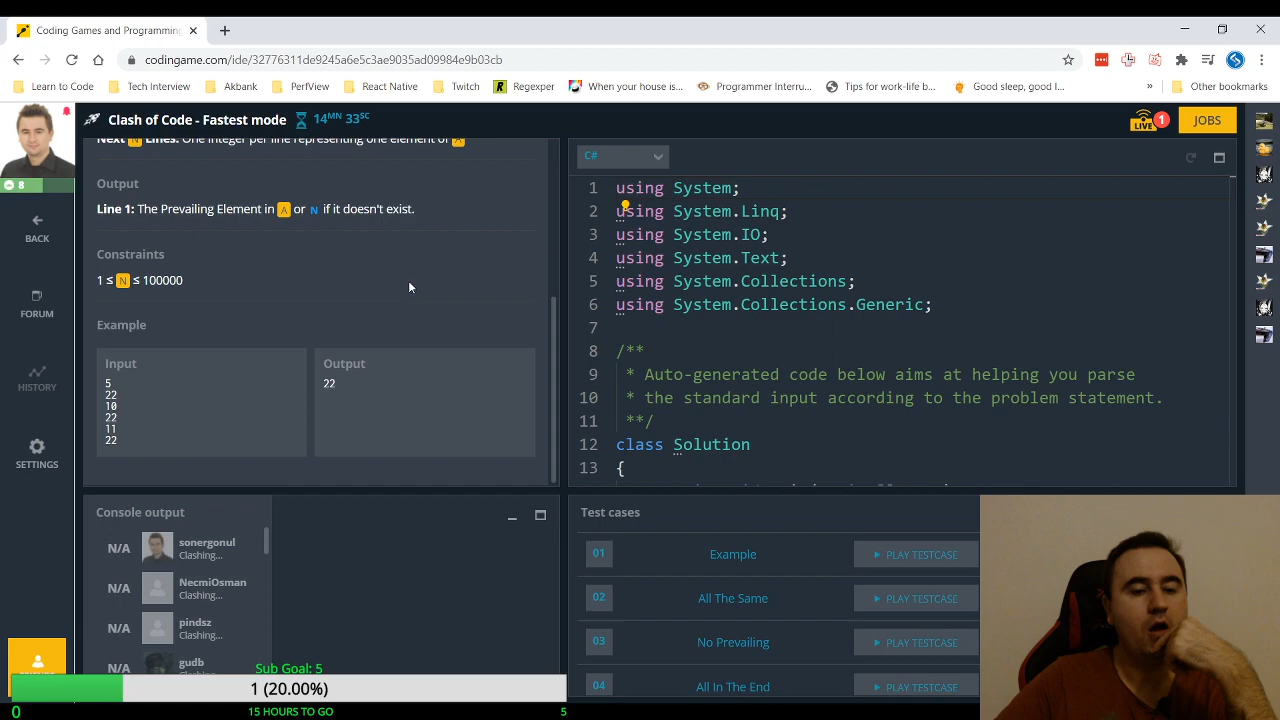 Coding Games and Programming
codingame.com/ide/32776311de9245a6e5c3ae9235ad09984e9b03cb
Learn to Code
Tech Interview
Akbank
PerfView
React Native
Twitch
Regexper
When your house is...
Programmer Interru...
Tips for work-life b...
Good sleep, good l...
»
Other bookmarks
Clash of Code - Fastest mode
14MN 33SC
LIVE
1
JOBS
8
BACK
FORUM
HISTORY
SETTINGS
Next N Lines: One integer per line representing one element of A
Output
Line 1: The Prevailing Element in A or N if it doesn't exist.
Constraints
1 ≤ N ≤ 100000
Example
Input
5
22
10
22
11
22
Output
22
C#
1 using System;
2 using System.Linq;
3 using System.IO;
4 using System.Text;
5 using System.Collections;
6 using System.Collections.Generic;
7
8 /**
9 * Auto-generated code below aims at helping you parse
10 * the standard input according to the problem statement.
11 **/
12 class Solution
13 {
Console output
N/A sonergonul
Clashing...
N/A NecmiOsman
Clashing...
N/A pindsz
Clashing...
N/A gudb
Clashing...
Test cases
01 Example PLAY TESTCASE
02 All The Same PLAY TESTCASE
03 No Prevailing PLAY TESTCASE
04 All In The End PLAY TESTCASE
Sub Goal: 5
1 (20.00%)
0
15 HOURS TO GO
5